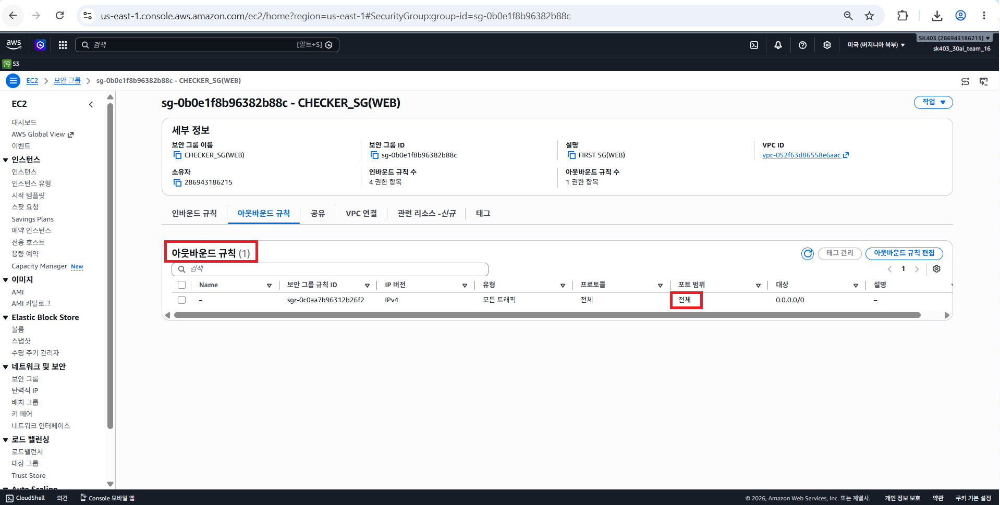 us-east-1.console.aws.amazon.com/ec2/home?region=us-east-1#SecurityGroup:group-id=sg-0b0e1f8b96382b88c
aws
검색
[알트+S]
미국 (버지니아 북부)
SK403 (286943186215)
sk403_30ai_team_16
S3
EC2
보안 그룹
sg-0b0e1f8b96382b88c - CHECKER_SG(WEB)
EC2
대시보드
AWS Global View
이벤트
인스턴스
인스턴스
인스턴스 유형
시작 템플릿
스팟 요청
Savings Plans
예약 인스턴스
전용 호스트
용량 예약
Capacity Manager New
이미지
AMI
AMI 카탈로그
Elastic Block Store
볼륨
스냅샷
수명 주기 관리자
네트워크 및 보안
보안 그룹
탄력적 IP
배치 그룹
키 페어
네트워크 인터페이스
로드 밸런싱
로드밸런서
대상 그룹
Trust Store
Auto Scaling
sg-0b0e1f8b96382b88c - CHECKER_SG(WEB)
작업
세부 정보
보안 그룹 이름
CHECKER_SG(WEB)
보안 그룹 ID
sg-0b0e1f8b96382b88c
설명
FIRST SG(WEB)
VPC ID
vpc-052f63d86558e6aac
소유자
286943186215
인바운드 규칙 수
4 권한 항목
아웃바운드 규칙 수
1 권한 항목
인바운드 규칙
아웃바운드 규칙
공유
VPC 연결
관련 리소스 -신규
태그
아웃바운드 규칙 (1)
태그 관리
아웃바운드 규칙 편집
검색
1
Name 보안 그룹 규칙 ID IP 버전 유형 프로토콜 포트 범위 대상 설명
– sgr-0c0aa7b96312b26f2 IPv4 모든 트래픽 전체 전체 0.0.0.0/0 –
CloudShell
의견
Console 모바일 앱
© 2026, Amazon Web Services, Inc. 또는 계열사.
개인 정보 보호
약관
쿠키 기본 설정